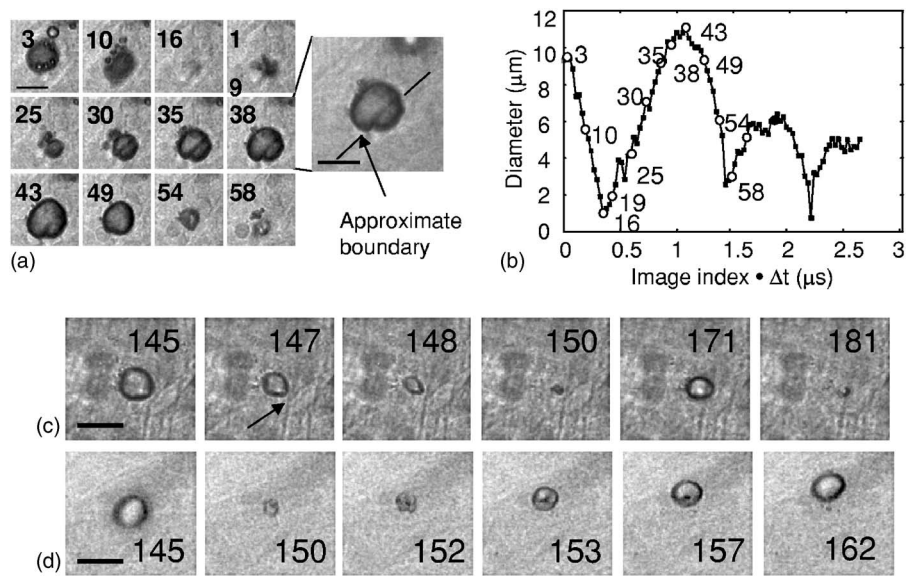 3 10 16 1
9
25 30 35 38
43 49 54 58
Approximate
boundary
(a)
12
10
8
6
4
2
0
Diameter (μm)
3
10
16
19
25
30
35
38
43
49
54
58
0 0.5 1 1.5 2 2.5 3
Image index • Δt (μs)
(b)
145 147 148 150 171 181
(c)
145 150 152 153 157 162
(d)